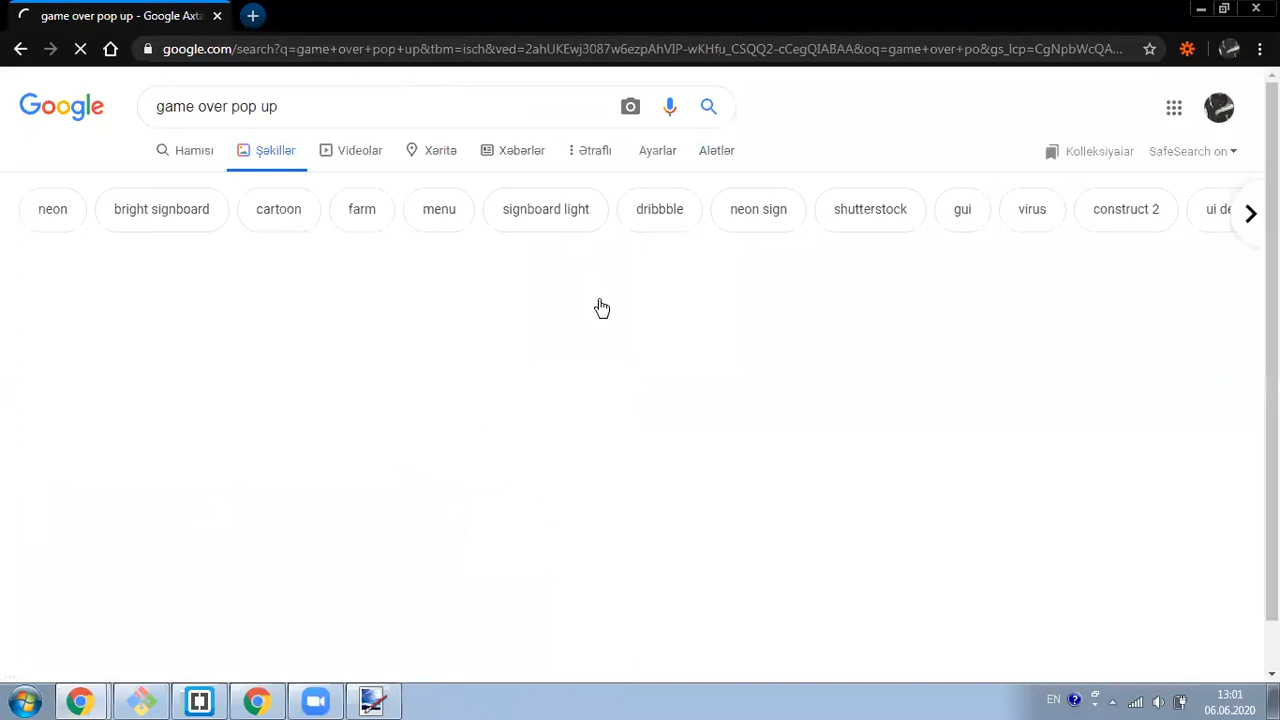 game over pop up - Google Axta
google.com/search?q=game+over+pop+up&tbm=isch&ved=2ahUKEwj3087w6ezpAhVIP-wKHfu_CSQQ2-cCegQIABAA&oq=game+over+po&gs_lcp=CgNpbWcQA...
Google
game over pop up
Hamısı
Şəkillər
Videolar
Xəritə
Xəbərlər
Ətraflı
Ayarlar
Alətlər
Kolleksiyalar
SafeSearch on
neon
bright signboard
cartoon
farm
menu
signboard light
dribbble
neon sign
shutterstock
gui
virus
construct 2
ui de
EN
13:01
06.06.2020